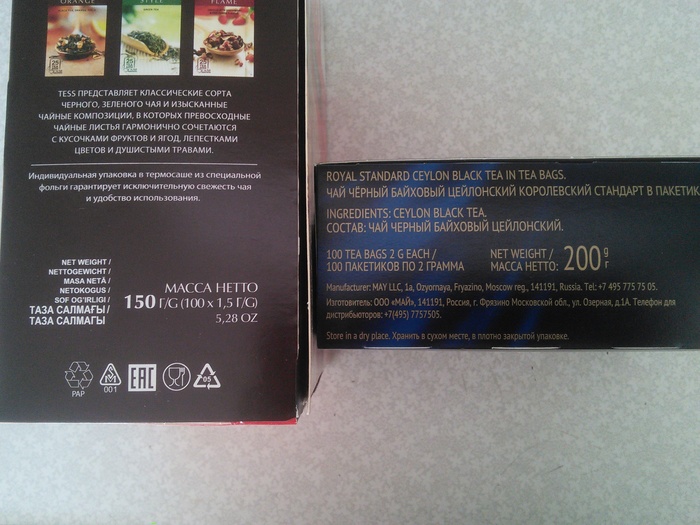 ORANGE
STYLE
FLAME
TESS ПРЕДСТАВЛЯЕТ КЛАССИЧЕСКИЕ СОРТА
ЧЕРНОГО, ЗЕЛЕНОГО ЧАЯ И ИЗЫСКАННЫЕ
ЧАЙНЫЕ КОМПОЗИЦИИ, В КОТОРЫХ ПРЕВОСХОДНЫЕ
ЧАЙНЫЕ ЛИСТЬЯ ГАРМОНИЧНО СОЧЕТАЮТСЯ
С КУСОЧКАМИ ФРУКТОВ И ЯГОД, ЛЕПЕСТКАМИ
ЦВЕТОВ И ДУШИСТЫМИ ТРАВАМИ.
Индивидуальная упаковка в термосаше из специальной
фольги гарантирует исключительную свежесть чая
и удобство использования.
NET WEIGHT /
NETTOGEWICHT /
MASA NETĂ /
NETOKOGUS /
SOF OG'IRLIGI /
ТАЗА САЛМАҒЫ /
ТАЗА САЛМАГЫ
МАССА НЕТТО
150 Г/G (100 x 1,5 Г/G)
5,28 OZ
PAP
001
EAC
05
ROYAL STANDARD CEYLON BLACK TEA IN TEA BAGS.
ЧАЙ ЧЁРНЫЙ БАЙХОВЫЙ ЦЕЙЛОНСКИЙ КОРОЛЕВСКИЙ СТАНДАРТ В ПАКЕТИК
INGREDIENTS: CEYLON BLACK TEA.
СОСТАВ: ЧАЙ ЧЕРНЫЙ БАЙХОВЫЙ ЦЕЙЛОНСКИЙ.
100 TEA BAGS 2 G EACH /
100 ПАКЕТИКОВ ПО 2 ГРАММА
NET WEIGHT /
МАССА НЕТТО:
200 g
г
Manufacturer: MAY LLC, 1a, Ozyornaya, Fryazino, Moscow reg., 141191, Russia. Tel: +7 495 775 75 05.
Изготовитель: ООО «МАЙ», 141191, Россия, г. Фрязино Московской обл., ул. Озерная, д.1А. Телефон для
дистрибьюторов: +7(495) 7757505.
Store in a dry place. Хранить в сухом месте, в плотно закрытой упаковке.